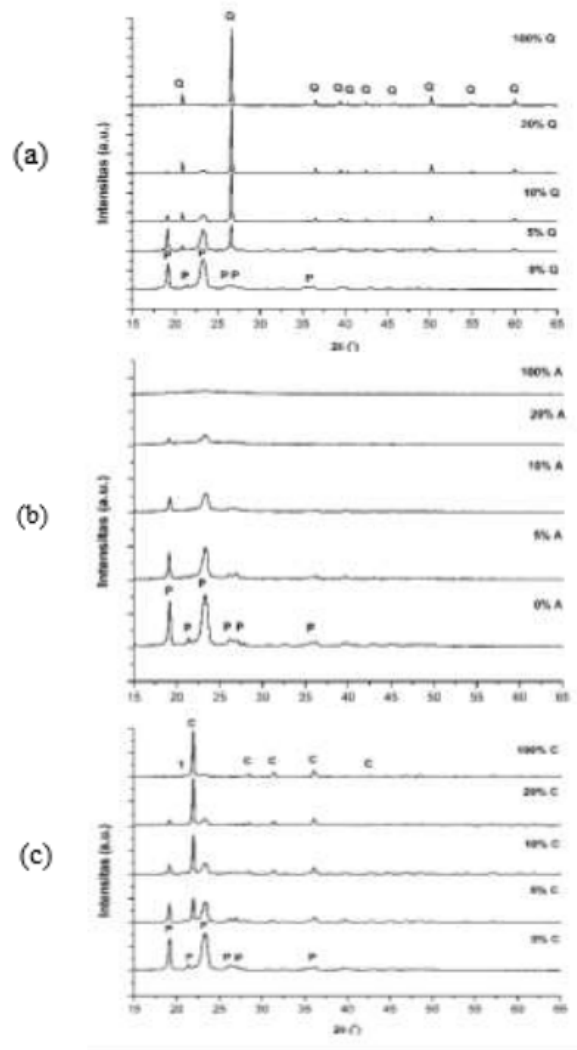 (a)
Intensitas (a.u.)
Q
Q
Q Q Q Q Q Q Q Q
100% Q
20% Q
10% Q
5% Q
P P
P P P P
0% Q
15 20 25 30 35 40 45 50 55 60 65
2θ (°)
(b)
Intensitas (a.u.)
100% A
20% A
10% A
5% A
P P
P P P
0% A
15 20 25 30 35 40 45 50 55 60 65
(c)
Intensitas (a.u.)
C
T C C C C
100% C
20% C
10% C
5% C
P P
P P P P
0% C
15 20 25 30 35 40 45 50 55 60 65
2θ (°)